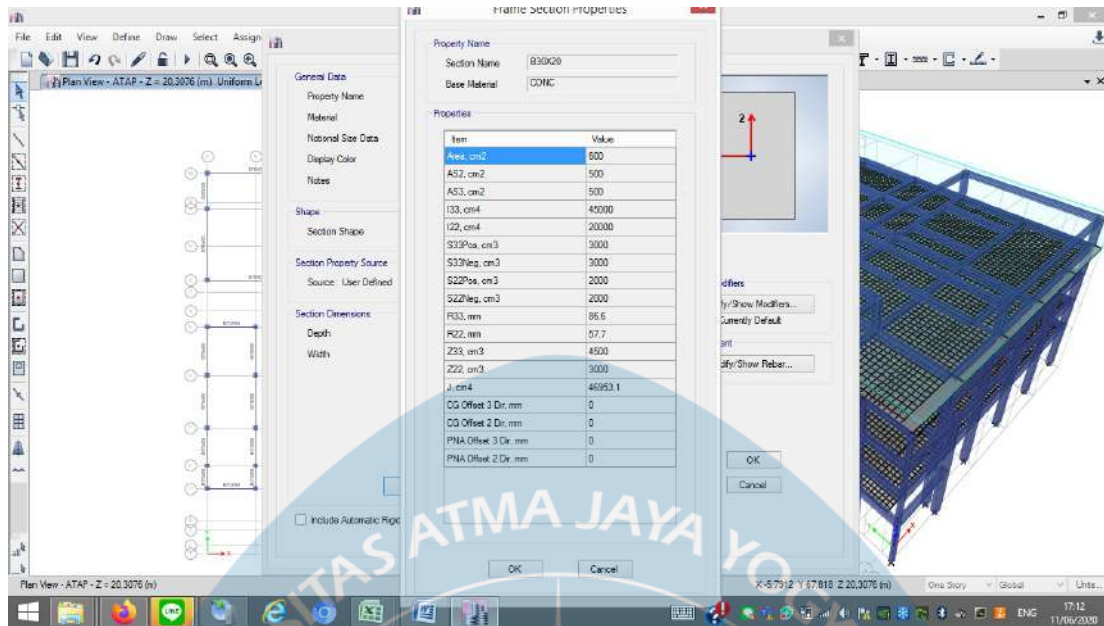 Frame Section Properties
File Edit View Define Draw Select Assign
Plan View - ATAP - Z = 20,3076 (m) Uniform L
General Data
Property Name
Material
Notional Size Data
Display Color
Notes
Shape
Section Shape
Section Property Source
Source: User Defined
Section Dimensions
Depth
Width
Include Automatic Rigid
Property Name
Section Name B30X20
Base Material CONC
Properties
Item Value
Area, cm2 600
AS2, cm2 500
AS3, cm2 500
I33, cm4 45000
I22, cm4 20000
S33Pos, cm3 3000
S33Neg, cm3 3000
S22Pos, cm3 2000
S22Neg, cm3 2000
R33, mm 86.6
R22, mm 57.7
Z33, cm3 4500
Z22, cm3 3000
J, cm4 46953.1
CG Offset 3 Dir, mm 0
CG Offset 2 Dir, mm 0
PNA Offset 3 Dir, mm 0
PNA Offset 2 Dir, mm 0
OK Cancel
2
difiers
fy/Show Modifiers...
Currently Default
ent
dify/Show Rebar...
OK
Cancel
ITAS ATMA JAYA YO
Plan View - ATAP - Z = 20,3076 (m)
X -5,7912 Y 67,818 Z 20,3076 (m)
One Story Global Units...
LINE
ENG
17:12
11/06/2020